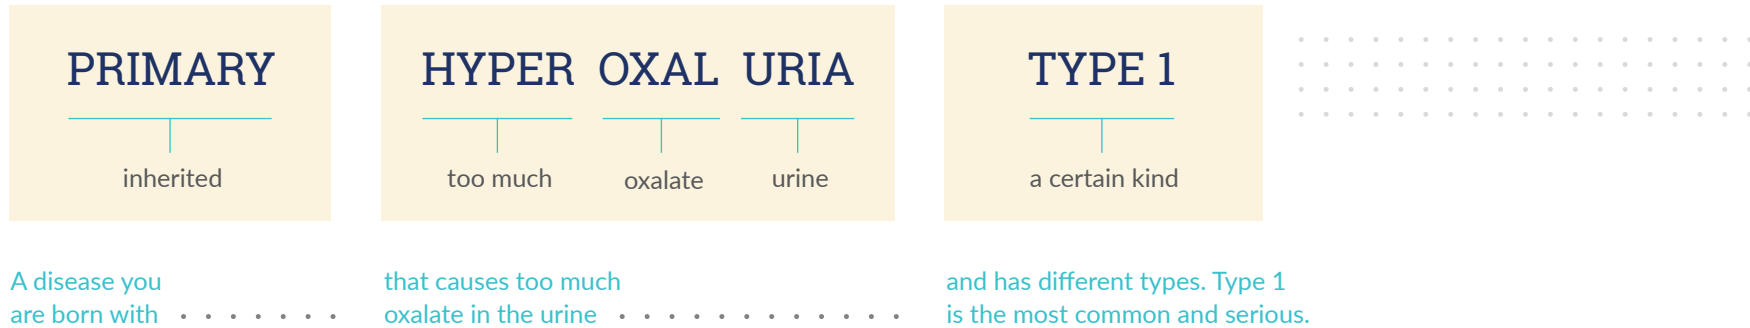 PRIMARY HYPER OXAL URIA TYPE 1
inherited too much oxalate urine a certain kind
A disease you
are born with
that causes too much
oxalate in the urine
and has different types. Type 1
is the most common and serious.